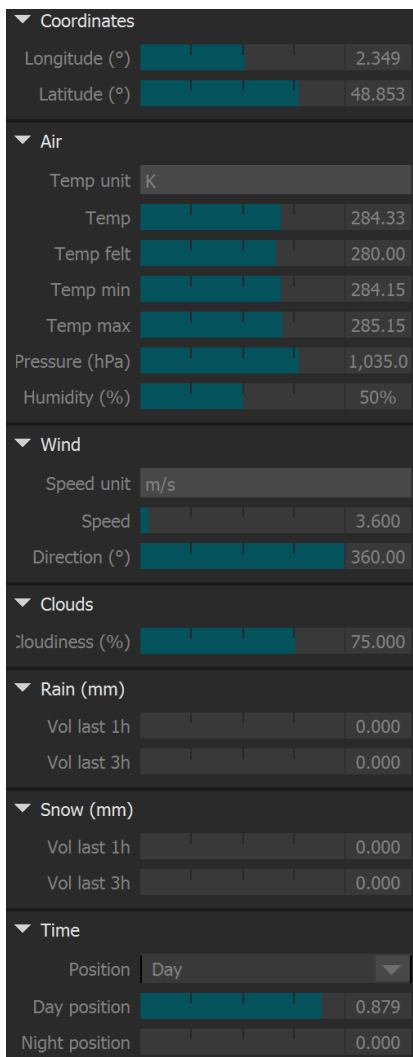 Coordinates
Longitude (°) 2.349
Latitude (°) 48.853
Air
Temp unit K
Temp 284.33
Temp felt 280.00
Temp min 284.15
Temp max 285.15
Pressure (hPa) 1,035.0
Humidity (%) 50%
Wind
Speed unit m/s
Speed 3.600
Direction (°) 360.00
Clouds
Cloudiness (%) 75.000
Rain (mm)
Vol last 1h 0.000
Vol last 3h 0.000
Snow (mm)
Vol last 1h 0.000
Vol last 3h 0.000
Time
Position Day
Day position 0.879
Night position 0.000